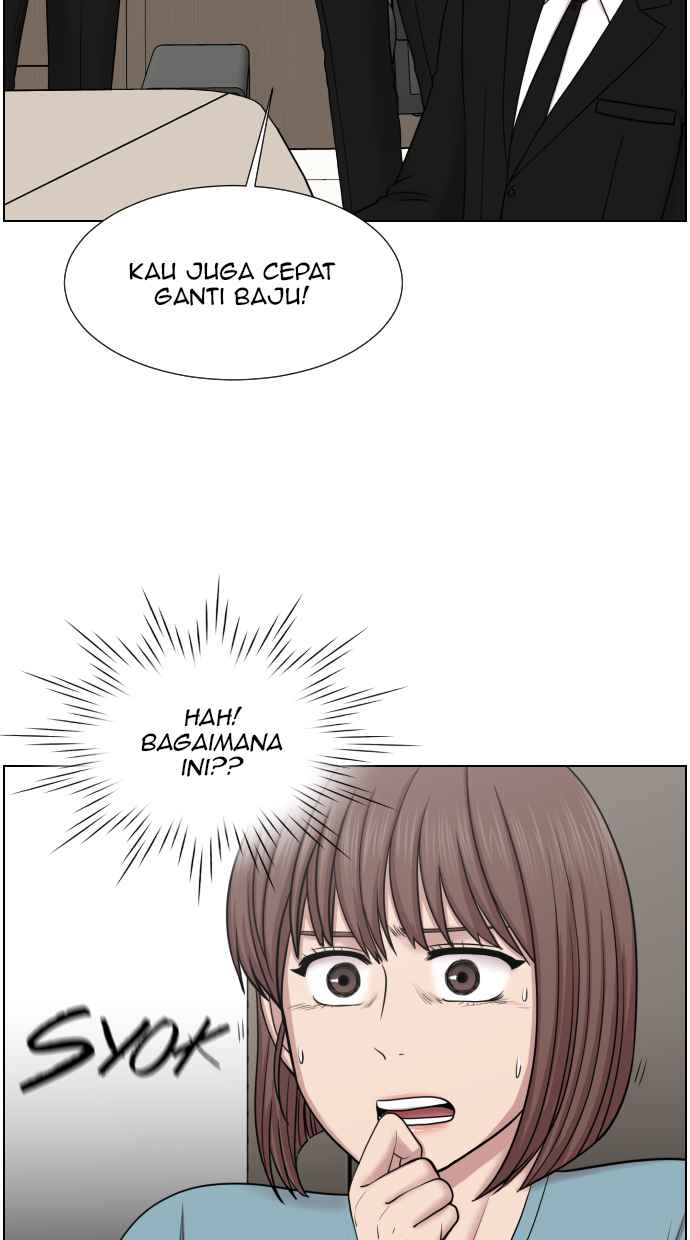 KAU JUGA CEPAT
GANTI BAJU!
HAH!
BAGAIMANA
INI??
SYOK